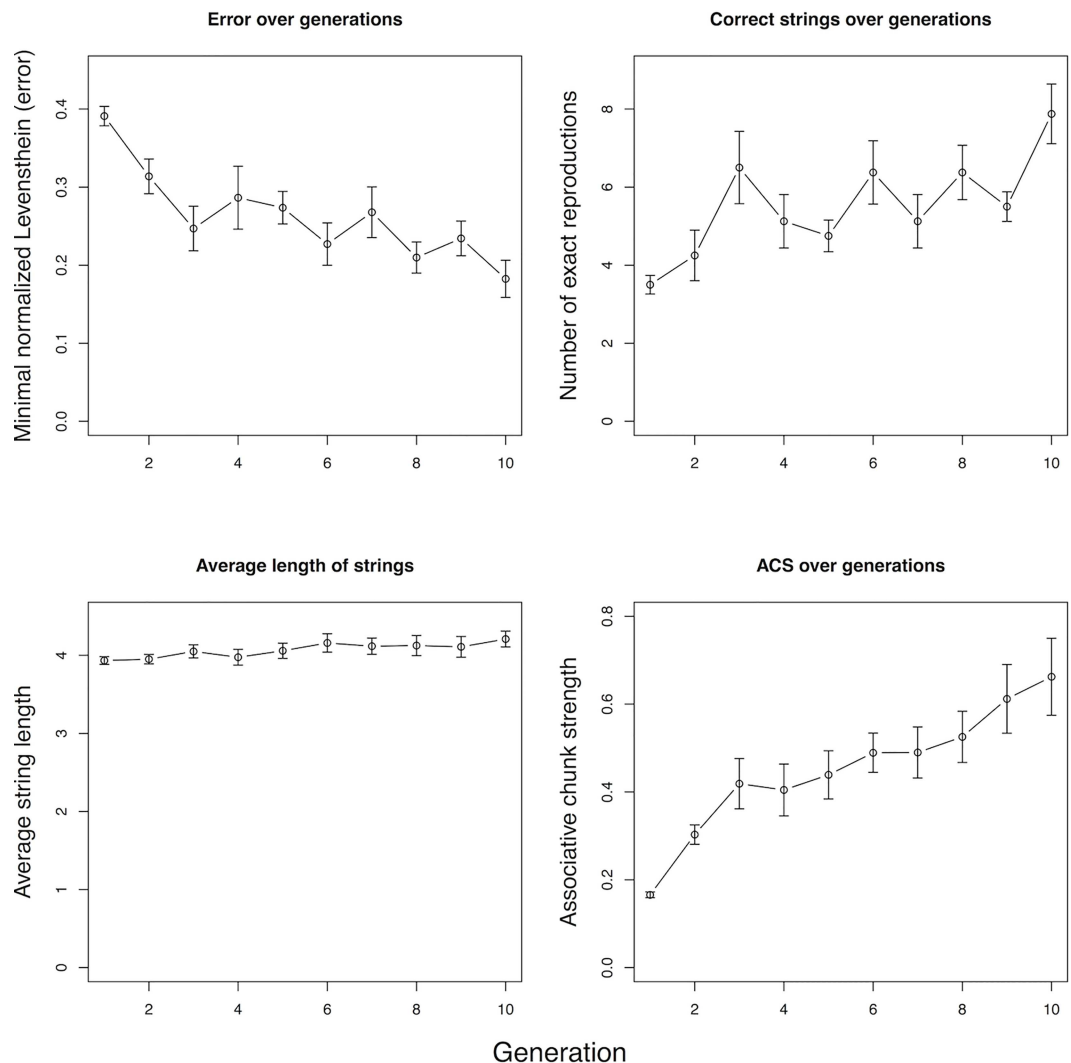 Error over generations
Minimal normalized Levensthein (error)
0.4
0.3
0.2
0.1
0.0
2 4 6 8 10
Correct strings over generations
Number of exact reproductions
8
6
4
2
0
2 4 6 8 10
Average length of strings
Average string length
4
3
2
1
0
2 4 6 8 10
ACS over generations
Associative chunk strength
0.8
0.6
0.4
0.2
0.0
2 4 6 8 10
Generation